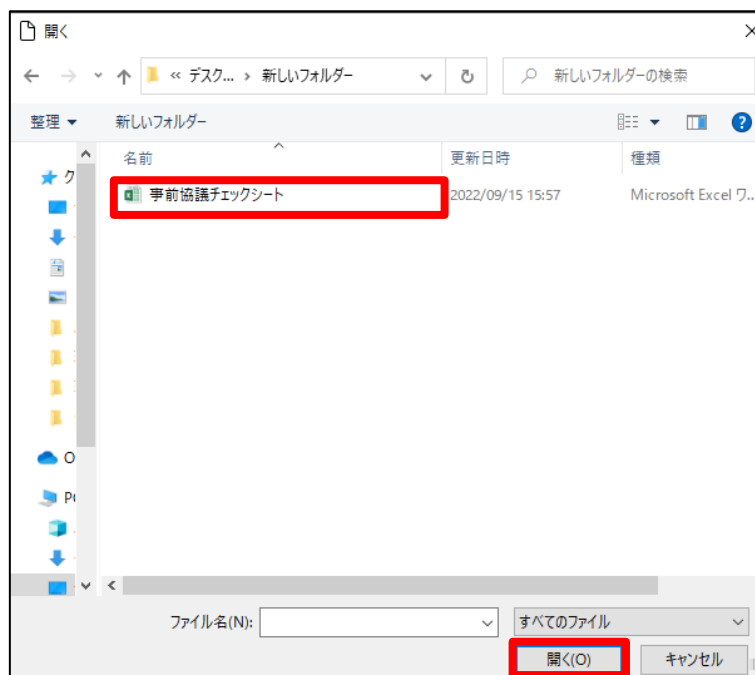 開く
« デスク... › 新しいフォルダー
新しいフォルダーの検索
整理
新しいフォルダー
名前
更新日時
種類
ク
事前協議チェックシート
2022/09/15 15:57
Microsoft Excel ワ...
O
PC
ファイル名(N):
すべてのファイル
開く(O)
キャンセル